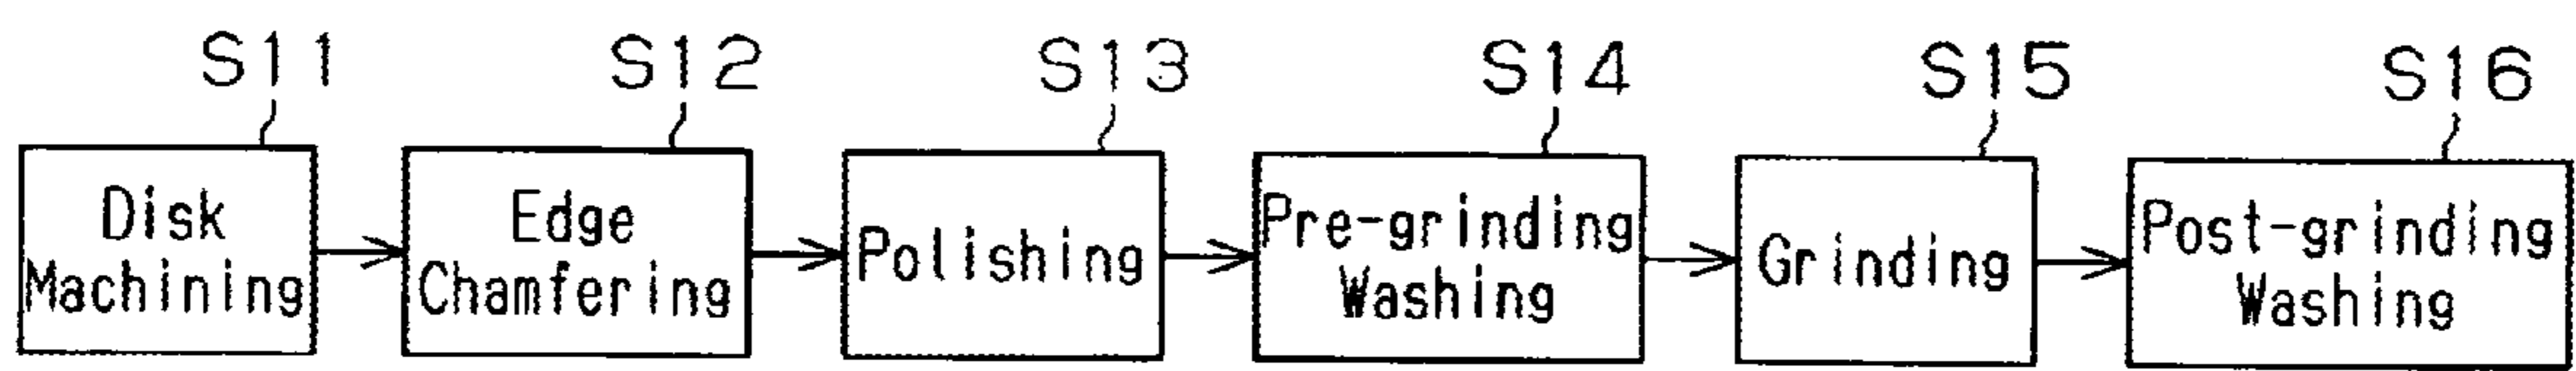 S11 S12 S13 S14 S15 S16
Disk
Machining
Edge
Chamfering
Polishing
Pre-grinding
Washing
Grinding
Post-grinding
Washing